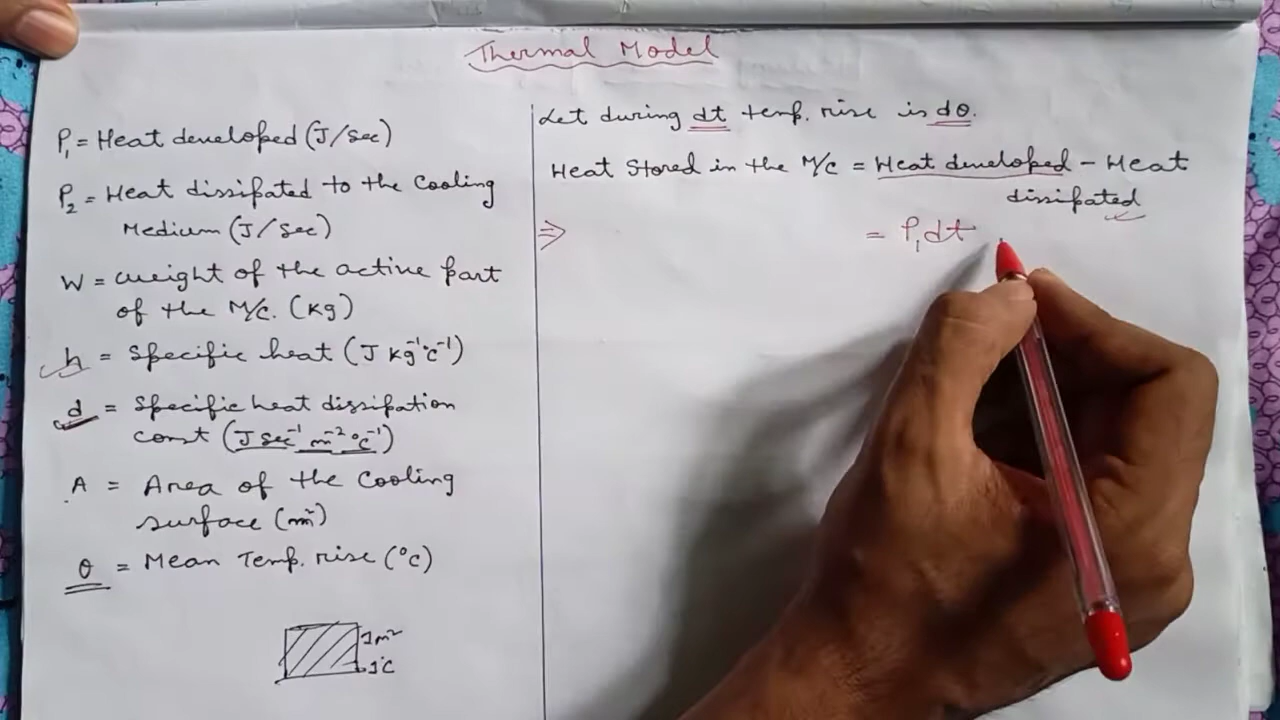 Thermal Model
P₁ = Heat developed (J/sec)
P₂ = Heat dissipated to the cooling
Medium (J/sec)
W = weight of the active part
of the M/c. (Kg)
h = Specific heat (J Kg⁻¹ °c⁻¹)
d = Specific heat dissipation
const (J sec⁻¹ m⁻² °c⁻¹)
A = Area of the cooling
surface (m²)
θ = Mean Temp. rise (°c)
1m²
1°C
Let during dt temp. rise is dθ.
Heat Stored in the M/c = Heat developed - Heat
dissipated
⇒ = P₁dt